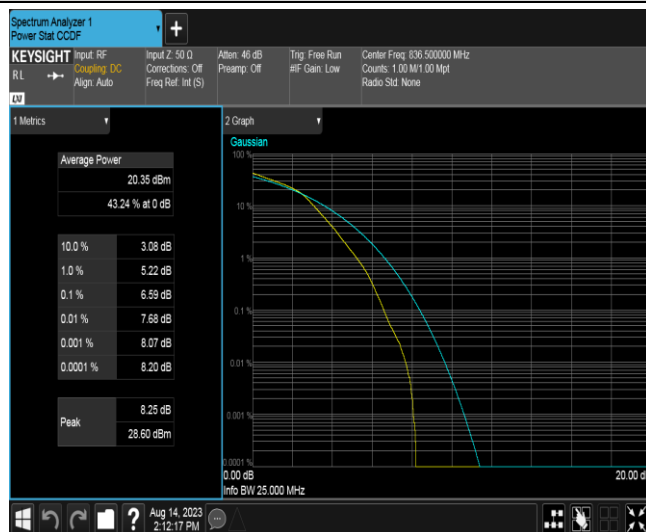 Spectrum Analyzer 1
Power Stat CCDF
+
KEYSIGHT
RL
Input: RF
Coupling: DC
Align: Auto
Input Z: 50 Ω
Corrections: Off
Freq Ref: Int (S)
Atten: 46 dB
Preamp: Off
Trig: Free Run
#IF Gain: Low
Center Freq: 836.500000 MHz
Counts: 1.00 M/1.00 Mpt
Radio Std: None
LXI
1 Metrics
Average Power
20.35 dBm
43.24 % at 0 dB
10.0 % 3.08 dB
1.0 % 5.22 dB
0.1 % 6.59 dB
0.01 % 7.68 dB
0.001 % 8.07 dB
0.0001 % 8.20 dB
Peak
8.25 dB
28.60 dBm
2 Graph
Gaussian
100 %
10 %
1 %
0.1 %
0.01 %
0.001 %
0.0001 %
0.00 dB
20.00 d
Info BW 25.000 MHz
?
Aug 14, 2023
2:12:17 PM